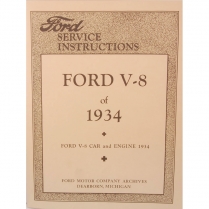 Ford
SERVICE
INSTRUCTIONS
FORD V-8
of
1934
FORD V-8 CAR and ENGINE 1934
FORD MOTOR COMPANY ARCHIVES
DEARBORN, MICHIGAN